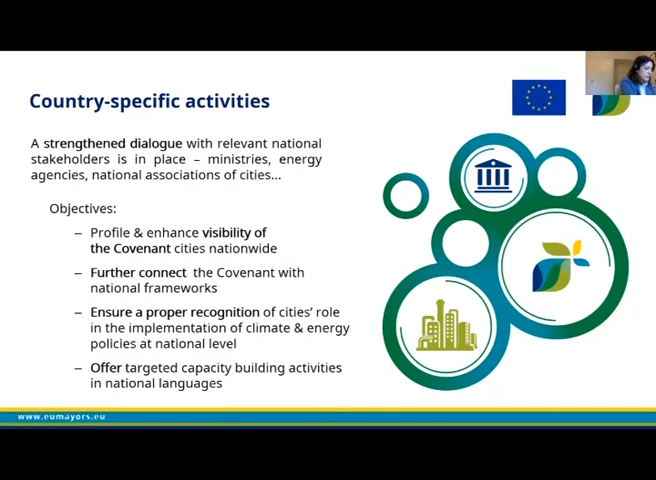 Country-specific activities
A strengthened dialogue with relevant national
stakeholders is in place – ministries, energy
agencies, national associations of cities...
Objectives:
– Profile & enhance visibility of
the Covenant cities nationwide
– Further connect the Covenant with
national frameworks
– Ensure a proper recognition of cities' role
in the implementation of climate & energy
policies at national level
– Offer targeted capacity building activities
in national languages
www.eumayors.eu